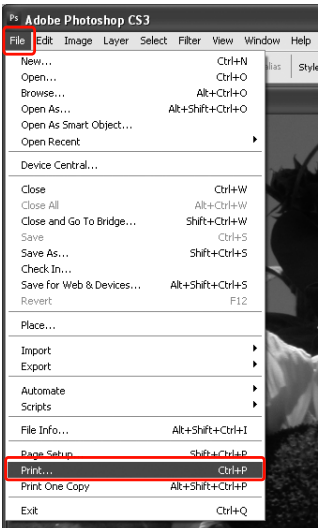 Ps Adobe Photoshop CS3
File Edit Image Layer Select Filter View Window Help
New... Ctrl+N
Open... Ctrl+O
Browse... Alt+Ctrl+O
Open As... Alt+Shift+Ctrl+O
Open As Smart Object...
Open Recent
Device Central...
Close Ctrl+W
Close All Alt+Ctrl+W
Close and Go To Bridge... Shift+Ctrl+W
Save Ctrl+S
Save As... Shift+Ctrl+S
Check In...
Save for Web & Devices... Alt+Shift+Ctrl+S
Revert F12
Place...
Import
Export
Automate
Scripts
File Info... Alt+Shift+Ctrl+I
Page Setup... Shift+Ctrl+P
Print... Ctrl+P
Print One Copy Alt+Shift+Ctrl+P
Exit Ctrl+Q